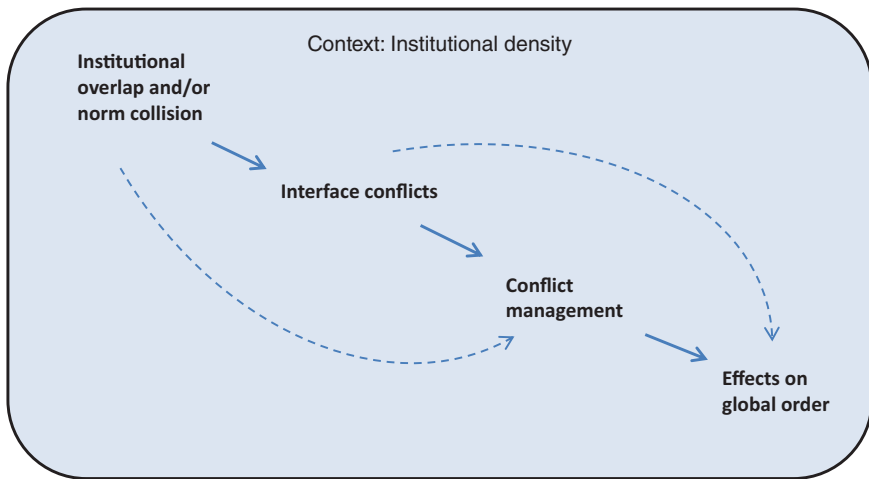 Context: Institutional density
Institutional
overlap and/or
norm collision
Interface conflicts
Conflict
management
Effects on
global order